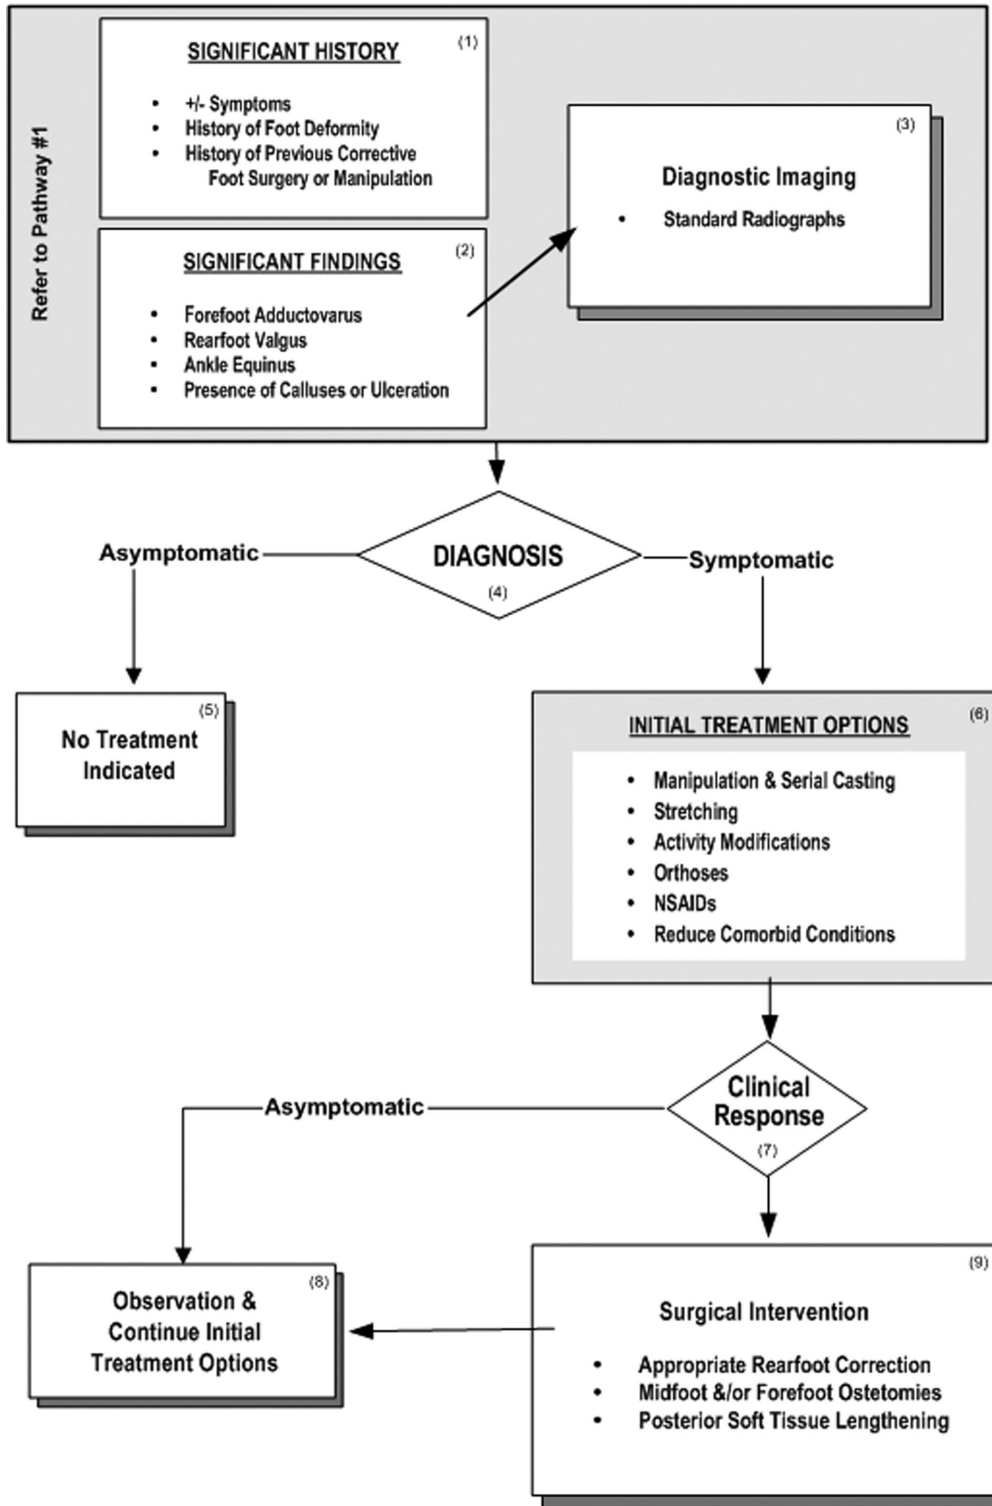 Refer to Pathway #1
(1)
SIGNIFICANT HISTORY
• +/- Symptoms
• History of Foot Deformity
• History of Previous Corrective
Foot Surgery or Manipulation
(2)
SIGNIFICANT FINDINGS
• Forefoot Adductovarus
• Rearfoot Valgus
• Ankle Equinus
• Presence of Calluses or Ulceration
(3)
Diagnostic Imaging
• Standard Radiographs
DIAGNOSIS
(4)
Asymptomatic
Symptomatic
(5)
No Treatment
Indicated
(6)
INITIAL TREATMENT OPTIONS
• Manipulation & Serial Casting
• Stretching
• Activity Modifications
• Orthoses
• NSAIDs
• Reduce Comorbid Conditions
Clinical
Response
(7)
Asymptomatic
(8)
Observation &
Continue Initial
Treatment Options
(9)
Surgical Intervention
• Appropriate Rearfoot Correction
• Midfoot &/or Forefoot Ostetomies
• Posterior Soft Tissue Lengthening